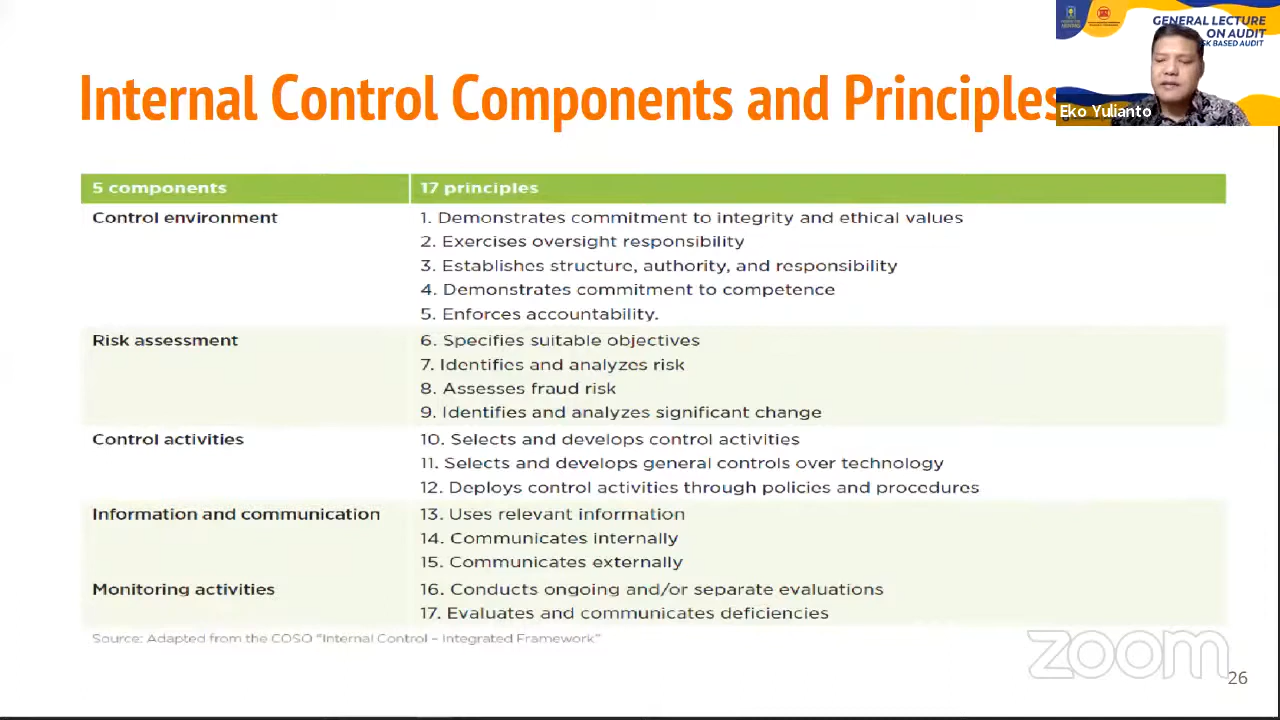 GENERAL LECTURE
ON AUDIT
SK BASED AUDIT
Eko Yulianto
Internal Control Components and Principles
5 components 17 principles
Control environment 1. Demonstrates commitment to integrity and ethical values
2. Exercises oversight responsibility
3. Establishes structure, authority, and responsibility
4. Demonstrates commitment to competence
5. Enforces accountability.
Risk assessment 6. Specifies suitable objectives
7. Identifies and analyzes risk
8. Assesses fraud risk
9. Identifies and analyzes significant change
Control activities 10. Selects and develops control activities
11. Selects and develops general controls over technology
12. Deploys control activities through policies and procedures
Information and communication 13. Uses relevant information
14. Communicates internally
15. Communicates externally
Monitoring activities 16. Conducts ongoing and/or separate evaluations
17. Evaluates and communicates deficiencies
Source: Adapted from the COSO "Internal Control – Integrated Framework"
zoom
26